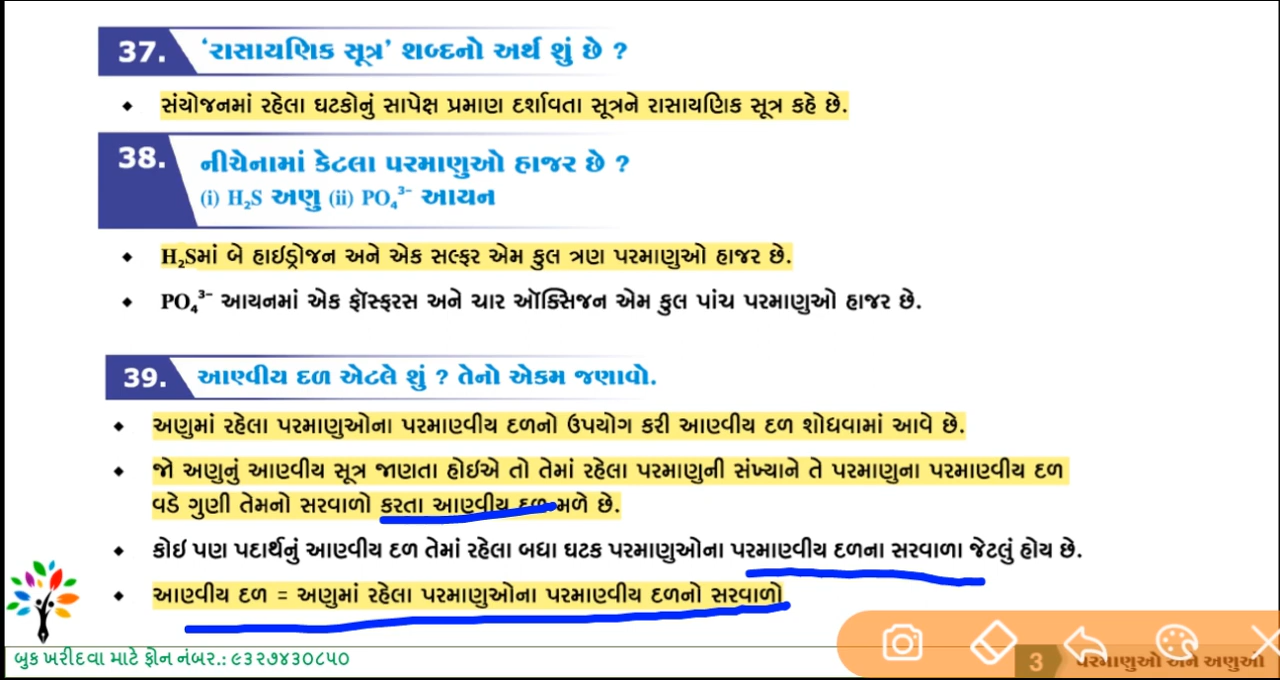 37. ‘રાસાયણિક સૂત્ર’ શબ્દનો અર્થ શું છે ?
♦ સંયોજનમાં રહેલા ઘટકોનું સાપેક્ષ પ્રમાણ દર્શાવતા સૂત્રને રાસાયણિક સૂત્ર કહે છે.
38. નીચેનામાં કેટલા પરમાણુઓ હાજર છે ?
(i) H₂S અણુ (ii) PO₄³⁻ આયન
♦ H₂Sમાં બે હાઈડ્રોજન અને એક સલ્ફર એમ કુલ ત્રણ પરમાણુઓ હાજર છે.
♦ PO₄³⁻ આયનમાં એક ફૉસ્ફરસ અને ચાર ઑક્સિજન એમ કુલ પાંચ પરમાણુઓ હાજર છે.
39. આણ્વીય દળ એટલે શું ? તેનો એકમ જણાવો.
♦ અણુમાં રહેલા પરમાણુઓના પરમાણ્વીય દળનો ઉપયોગ કરી આણ્વીય દળ શોધવામાં આવે છે.
♦ જો અણુનું આણ્વીય સૂત્ર જાણતા હોઈએ તો તેમાં રહેલા પરમાણુની સંખ્યાને તે પરમાણુના પરમાણ્વીય દળ
વડે ગુણી તેમનો સરવાળો કરતા આણ્વીય દળ મળે છે.
♦ કોઈ પણ પદાર્થનું આણ્વીય દળ તેમાં રહેલા બધા ઘટક પરમાણુઓના પરમાણ્વીય દળના સરવાળા જેટલું હોય છે.
♦ આણ્વીય દળ = અણુમાં રહેલા પરમાણુઓના પરમાણ્વીય દળનો સરવાળો
બુક ખરીદવા માટે ફોન નંબર.: ૯૩૨૭૪૩૦૮૫૦
3 પરમાણુઓ અને અણુઓ